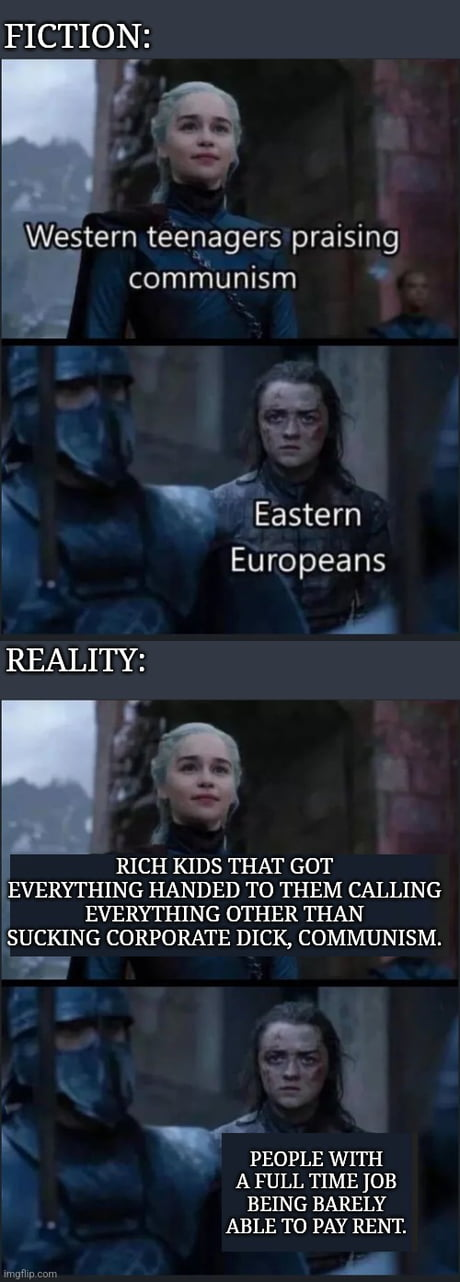 FICTION:
Western teenagers praising
communism
Eastern
Europeans
REALITY:
RICH KIDS THAT GOT
EVERYTHING HANDED TO THEM CALLING
EVERYTHING OTHER THAN
SUCKING CORPORATE DICK, COMMUNISM.
PEOPLE WITH
A FULL TIME JOB
BEING BARELY
ABLE TO PAY RENT.
imgflip.com